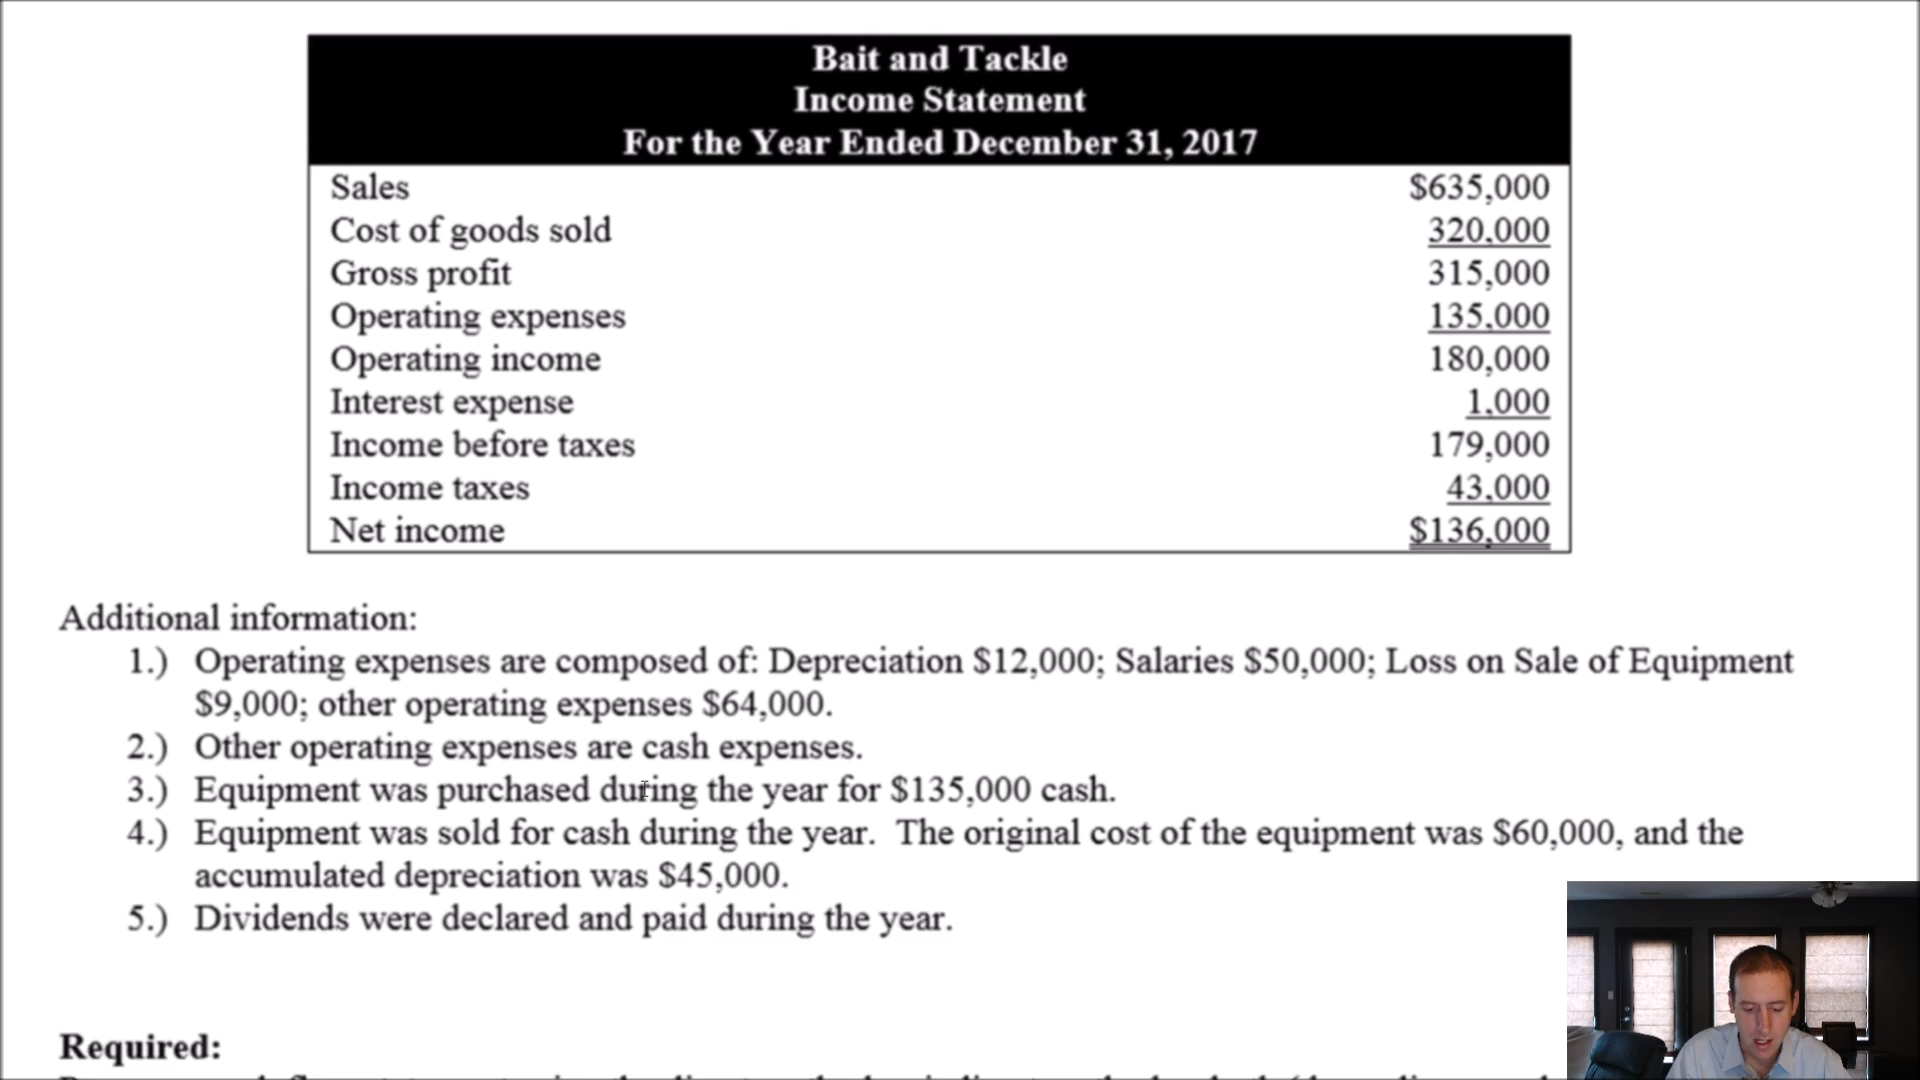 Bait and Tackle
Income Statement
For the Year Ended December 31, 2017
Sales $635,000
Cost of goods sold 320,000
Gross profit 315,000
Operating expenses 135,000
Operating income 180,000
Interest expense 1,000
Income before taxes 179,000
Income taxes 43,000
Net income $136,000
Additional information:
1.) Operating expenses are composed of: Depreciation $12,000; Salaries $50,000; Loss on Sale of Equipment
$9,000; other operating expenses $64,000.
2.) Other operating expenses are cash expenses.
3.) Equipment was purchased during the year for $135,000 cash.
4.) Equipment was sold for cash during the year.  The original cost of the equipment was $60,000, and the
accumulated depreciation was $45,000.
5.) Dividends were declared and paid during the year.
Required: